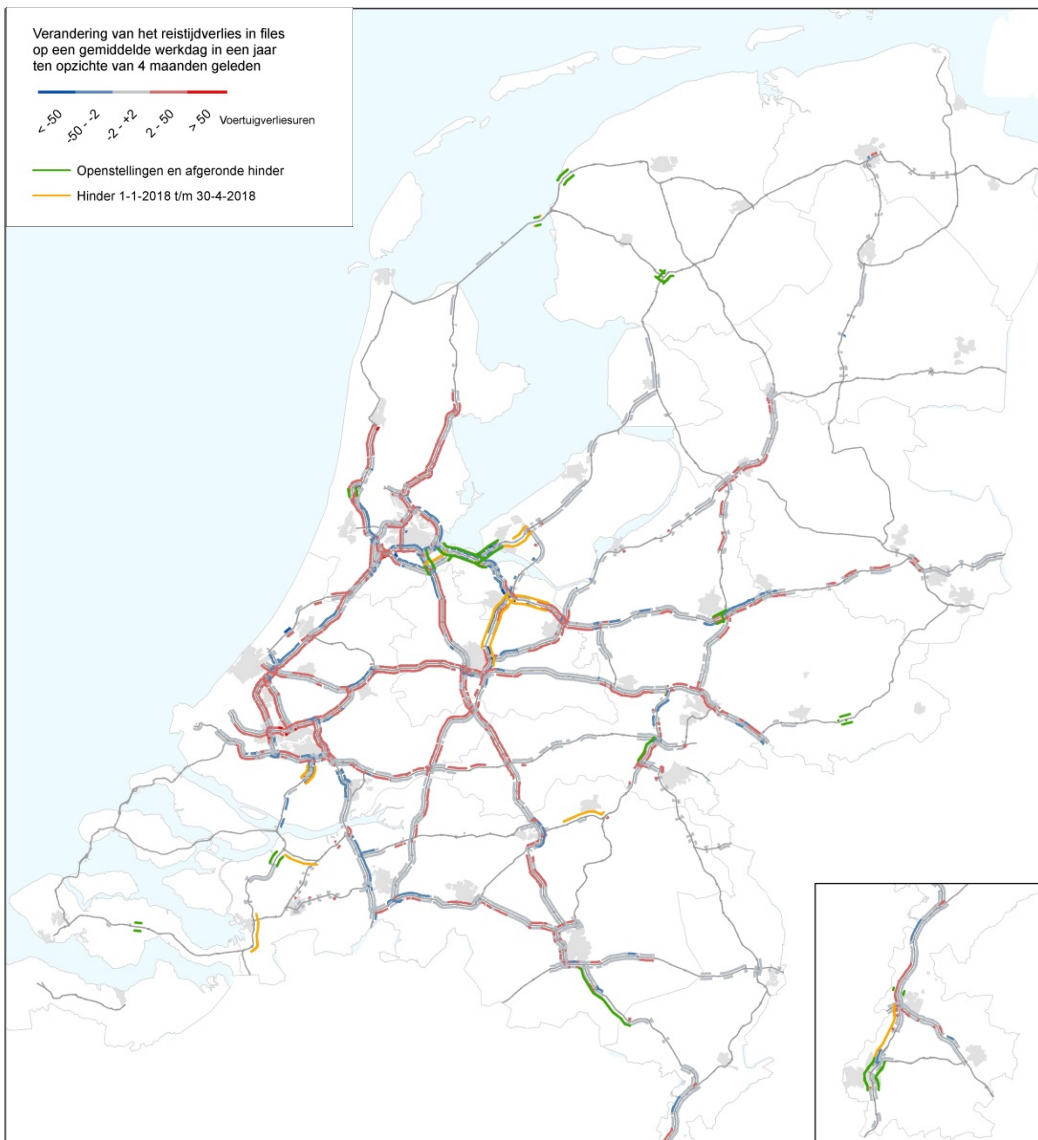 Verandering van het reistijdverlies in files
op een gemiddelde werkdag in een jaar
ten opzichte van 4 maanden geleden
< -50
-50 - -2
-2 - +2
2 - 50
> 50
Voertuigverliesuren
Openstellingen en afgeronde hinder
Hinder 1-1-2018 t/m 30-4-2018